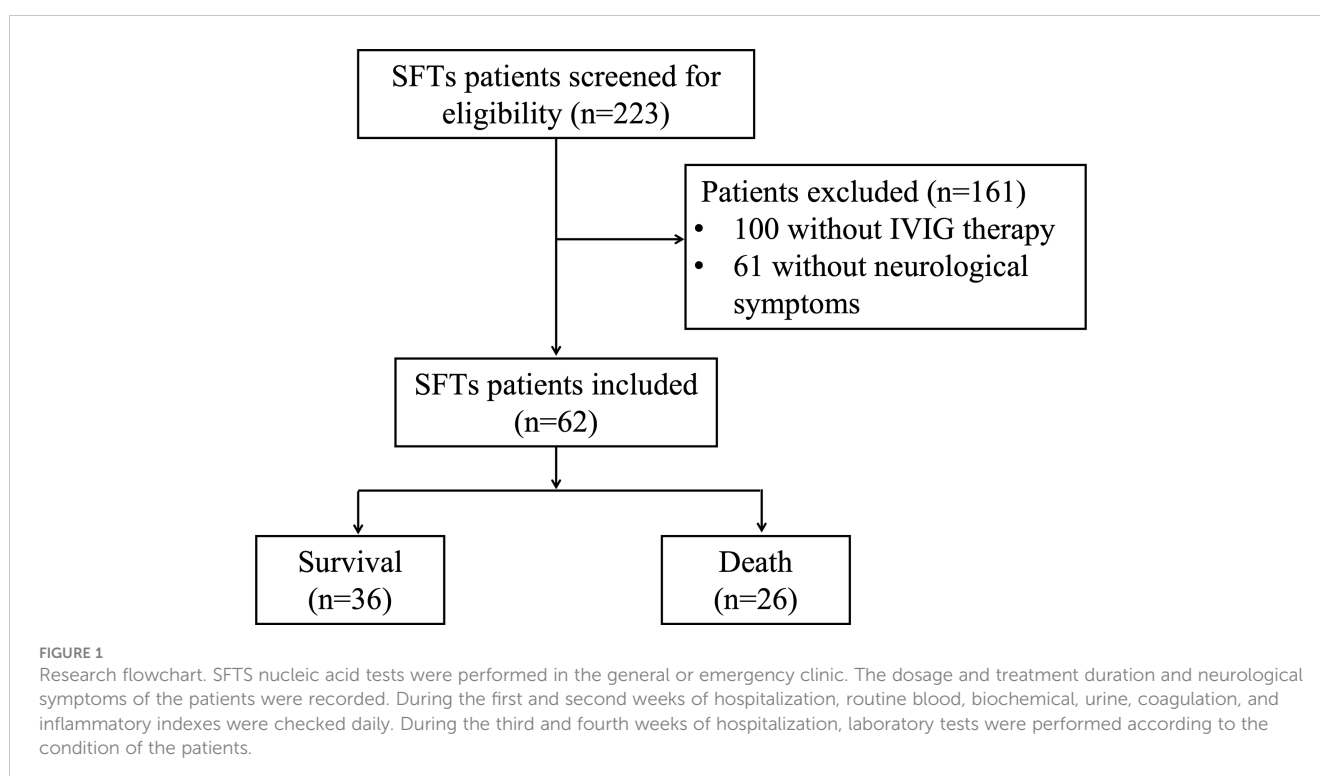 SFTs patients screened for
eligibility (n=223)
Patients excluded (n=161)
• 100 without IVIG therapy
• 61 without neurological
symptoms
SFTs patients included
(n=62)
Survival
(n=36)
Death
(n=26)
FIGURE 1
Research flowchart. SFTS nucleic acid tests were performed in the general or emergency clinic. The dosage and treatment duration and neurological
symptoms of the patients were recorded. During the first and second weeks of hospitalization, routine blood, biochemical, urine, coagulation, and
inflammatory indexes were checked daily. During the third and fourth weeks of hospitalization, laboratory tests were performed according to the
condition of the patients.